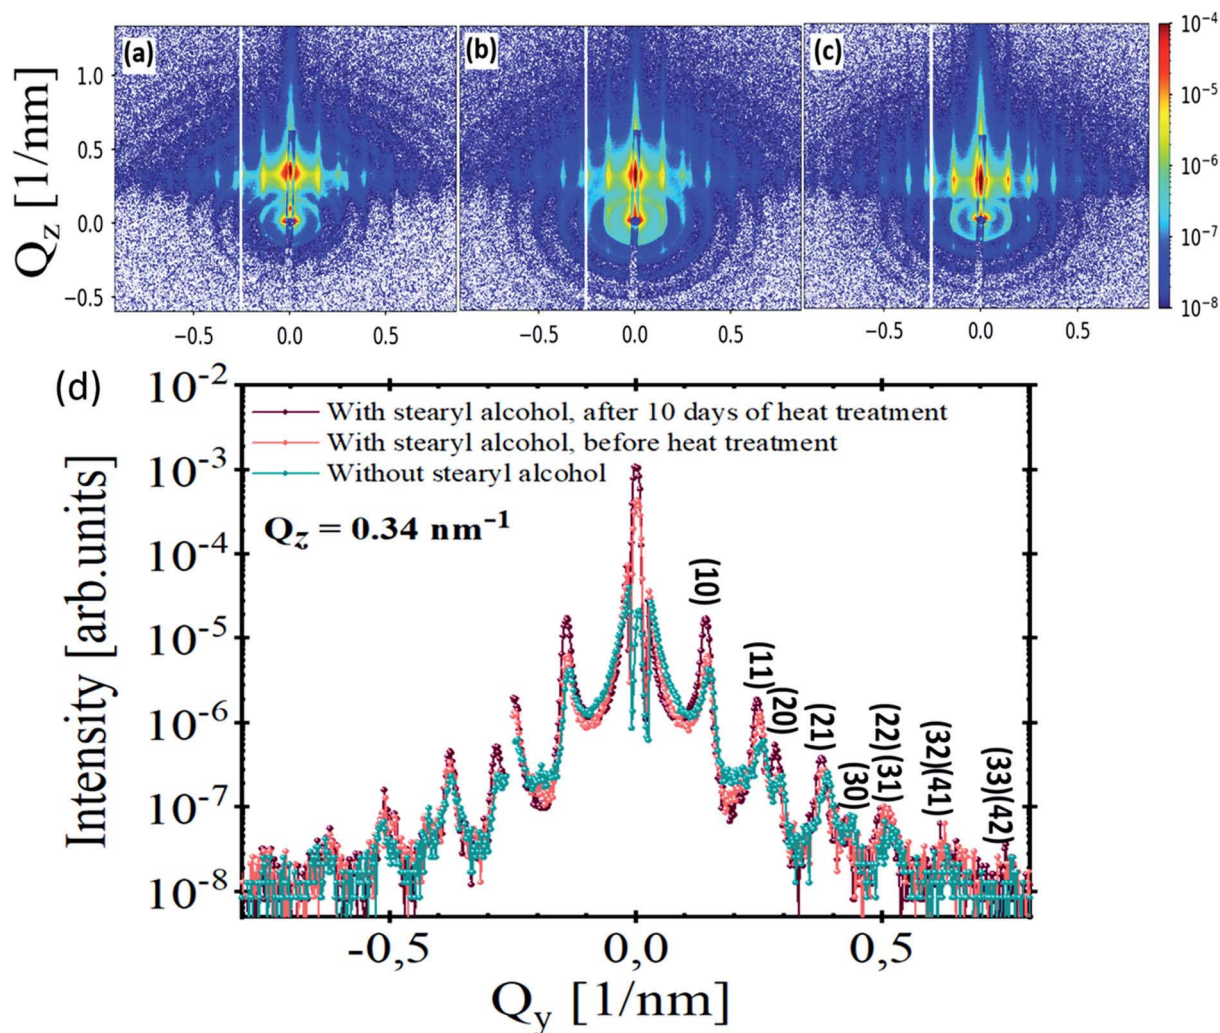 (a) (b) (c)
Q_z [1/nm]
1.0
0.5
0.0
−0.5
−0.5 0.0 0.5 −0.5 0.0 0.5 −0.5 0.0 0.5
10⁻⁴
10⁻⁵
10⁻⁶
10⁻⁷
10⁻⁸
(d)
Intensity [arb.units]
10⁻²
10⁻³
10⁻⁴
10⁻⁵
10⁻⁶
10⁻⁷
10⁻⁸
With stearyl alcohol, after 10 days of heat treatment
With stearyl alcohol, before heat treatment
Without stearyl alcohol
Q_z = 0.34 nm⁻¹
(10)
(11)
(20)
(21)
(30)
(22)(31)
(32)(41)
(33)(42)
-0,5 0,0 0,5
Q_y [1/nm]